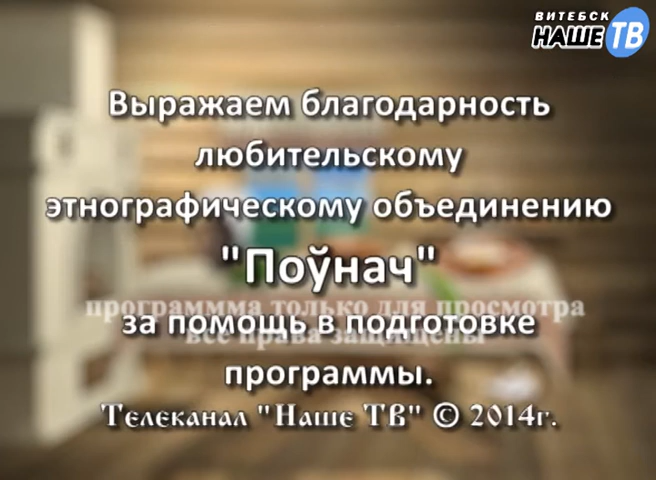 ВИТЕБСК
НАШЕ ТВ
Выражаем благодарность
любительскому
этнографическому объединению
"Поўнач"
программма только для просмотра
за помощь в подготовке
все права защищены
программы.
Телеканал "Наше ТВ" © 2014г.